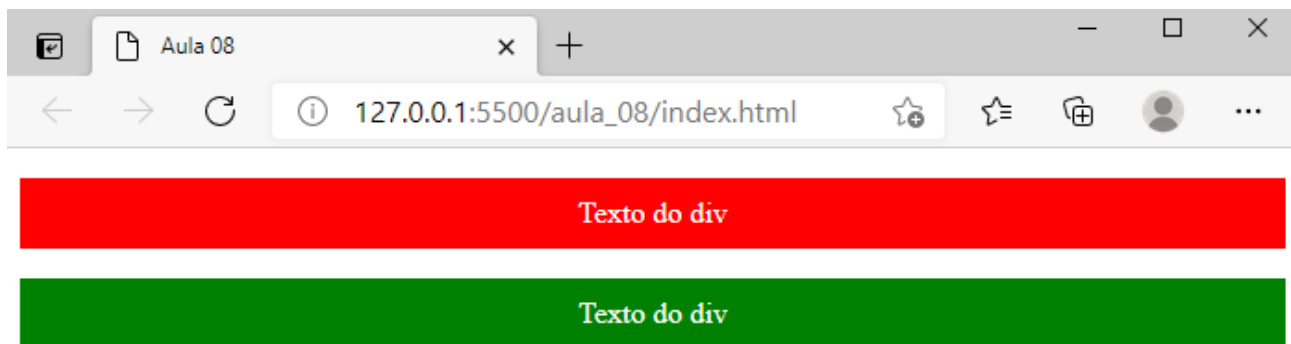 Aula 08
127.0.0.1:5500/aula_08/index.html
Texto do div
Texto do div